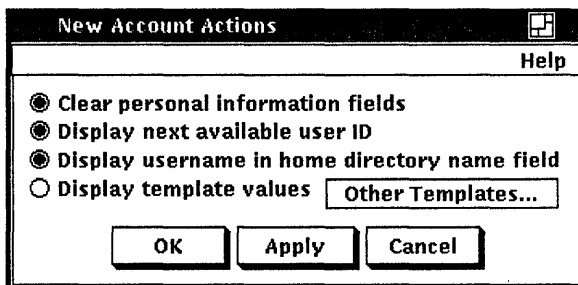 New Account Actions
Help
Clear personal information fields
Display next available user ID
Display username in home directory name field
Display template values Other Templates...
OK Apply Cancel